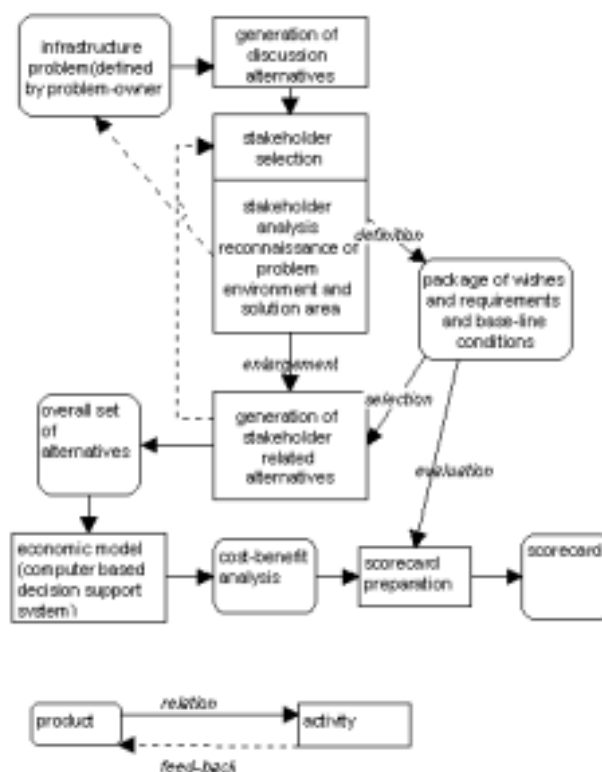 infrastructure
problem(defined
by problem-owner
generation of
discussion
alternatives
stakeholder
selection
stakeholder
analysis
reconnaissance of
problem
environment and
solution area
definition
package of wishes
and requirements
and base-line
conditions
enlargement
selection
overall set
of
alternatives
generation of
stakeholder
related alternatives
evaluation
economic model
(computer based
decision support
system)
cost-benefit
analysis
scorecard
preparation
scorecard
relation
product
activity
feed-back